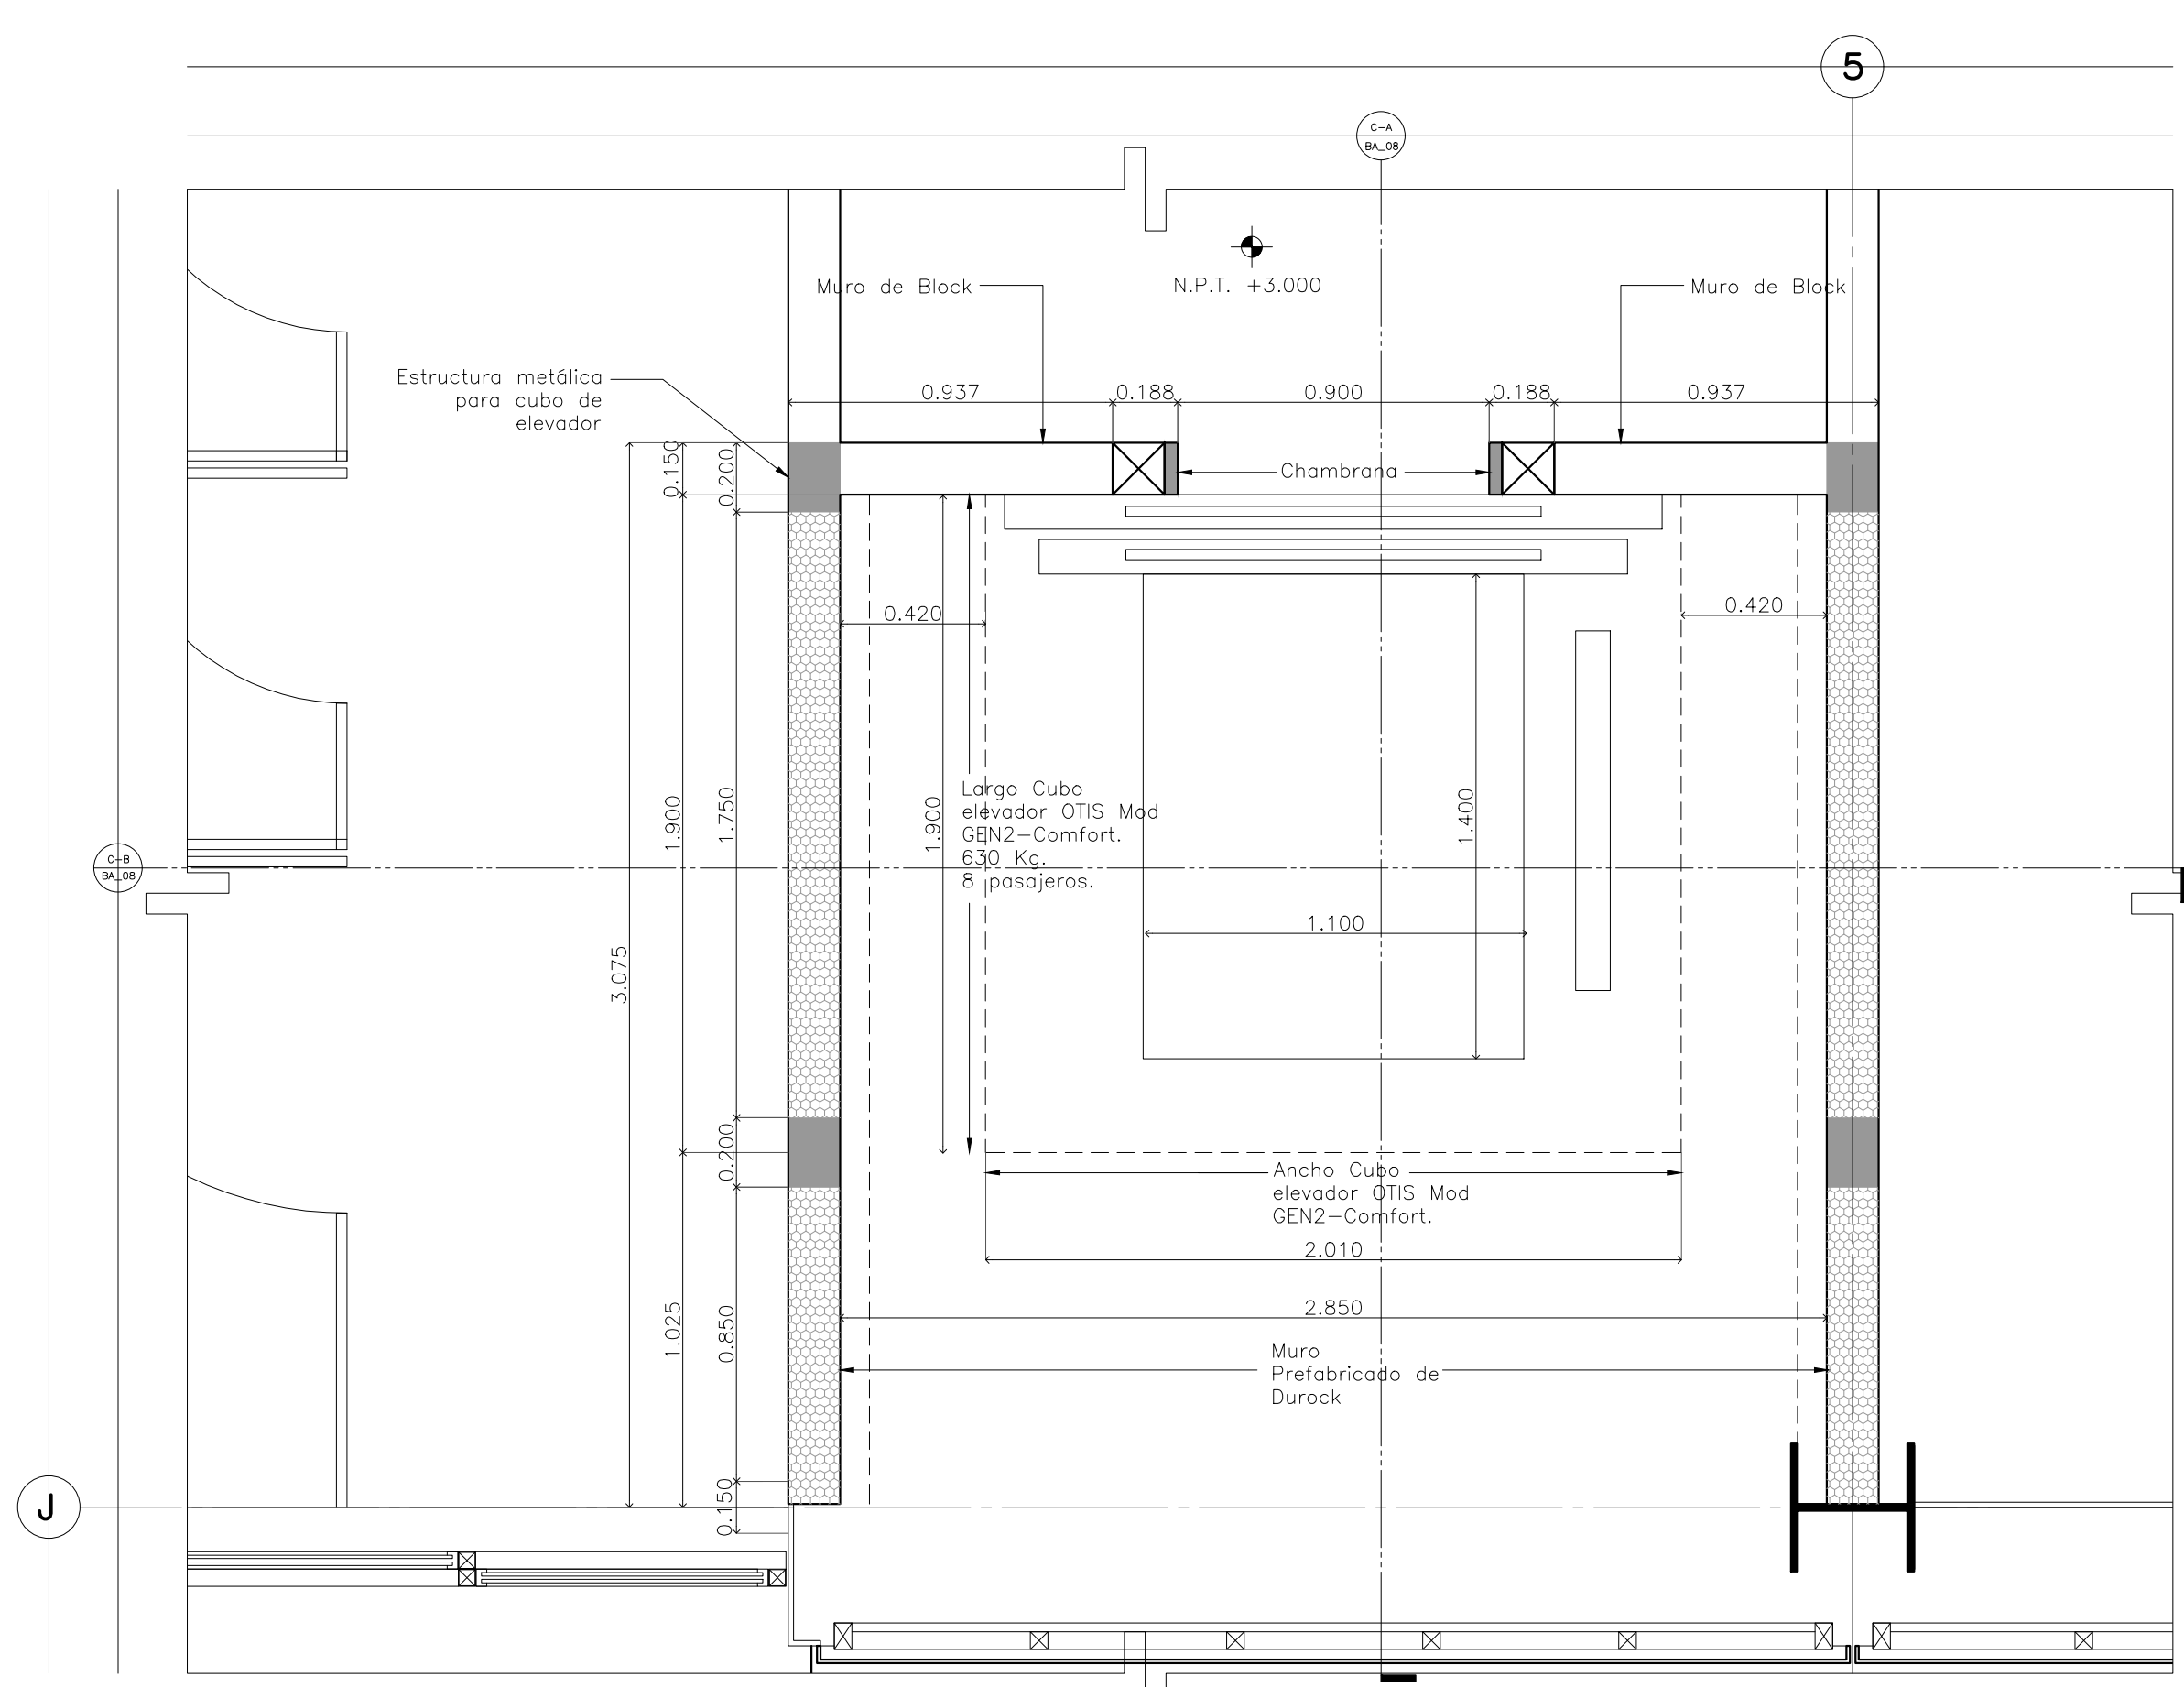 5
C-A
BA_08
N.P.T. +3.000
Muro de Block
Muro de Block
Estructura metálica
para cubo de
elevador
0.937
0.188
0.900
0.188
0.937
Chambrana
0.150
0.200
0.420
0.420
1.900
1.750
1.900
Largo Cubo
elevador OTIS Mod
GEN2-Comfort.
630 Kg.
8 pasajeros.
1.400
C-B
BA_08
1.100
3.075
0.200
Ancho Cubo
elevador OTIS Mod
GEN2-Comfort.
2.010
1.025
0.850
2.850
Muro
Prefabricado de
Durock
0.150
J